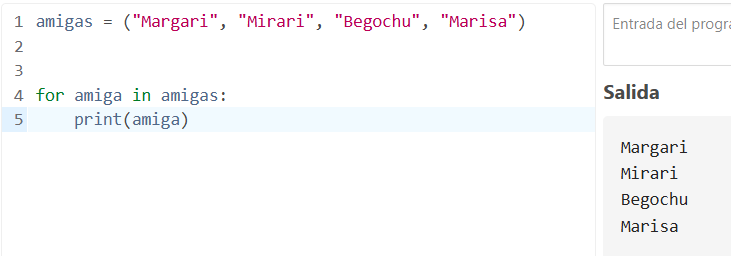 1 amigas = ("Margari", "Mirari", "Begochu", "Marisa")
2
3
4 for amiga in amigas:
5     print(amiga)
Entrada del progra
Salida
Margari
Mirari
Begochu
Marisa